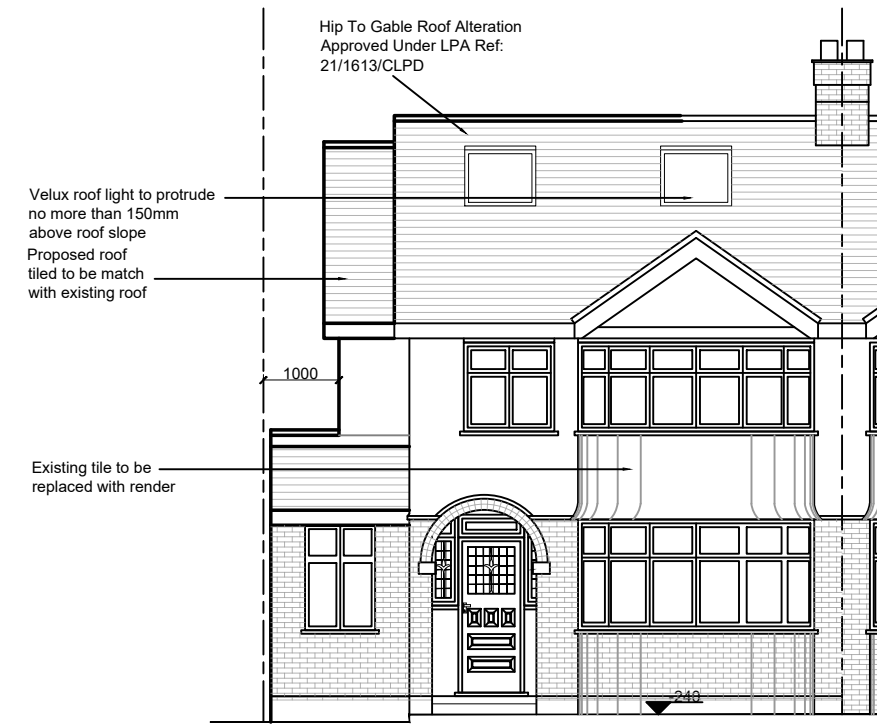 Hip To Gable Roof Alteration
Approved Under LPA Ref:
21/1613/CLPD
Velux roof light to protrude
no more than 150mm
above roof slope
Proposed roof
tiled to be match
with existing roof
1000
Existing tile to be
replaced with render
-240